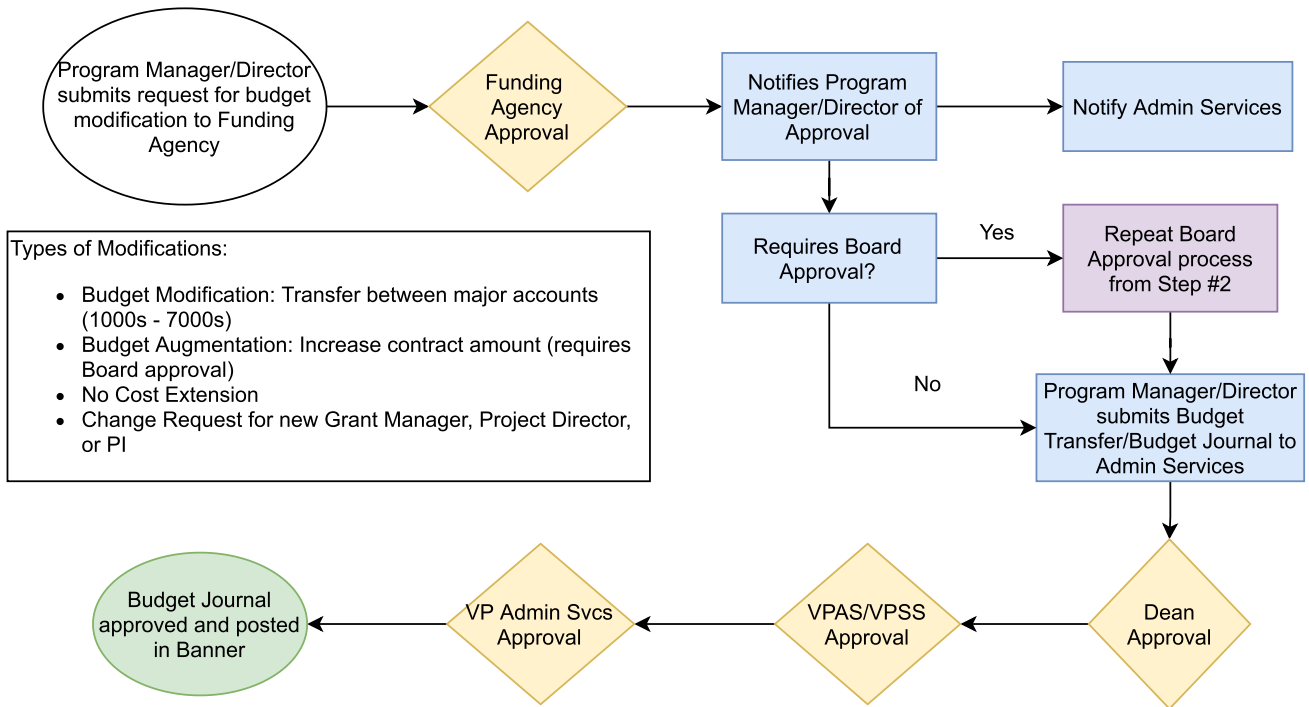 Program Manager/Director
submits request for budget
modification to Funding
Agency
Funding
Agency
Approval
Notifies Program
Manager/Director of
Approval
Notify Admin Services
Requires Board
Approval?
Yes
Repeat Board
Approval process
from Step #2
No
Program Manager/Director
submits Budget
Transfer/Budget Journal to
Admin Services
Types of Modifications:
• Budget Modification: Transfer between major accounts
(1000s - 7000s)
• Budget Augmentation: Increase contract amount (requires
Board approval)
• No Cost Extension
• Change Request for new Grant Manager, Project Director,
or PI
Dean
Approval
VPAS/VPSS
Approval
VP Admin Svcs
Approval
Budget Journal
approved and posted
in Banner